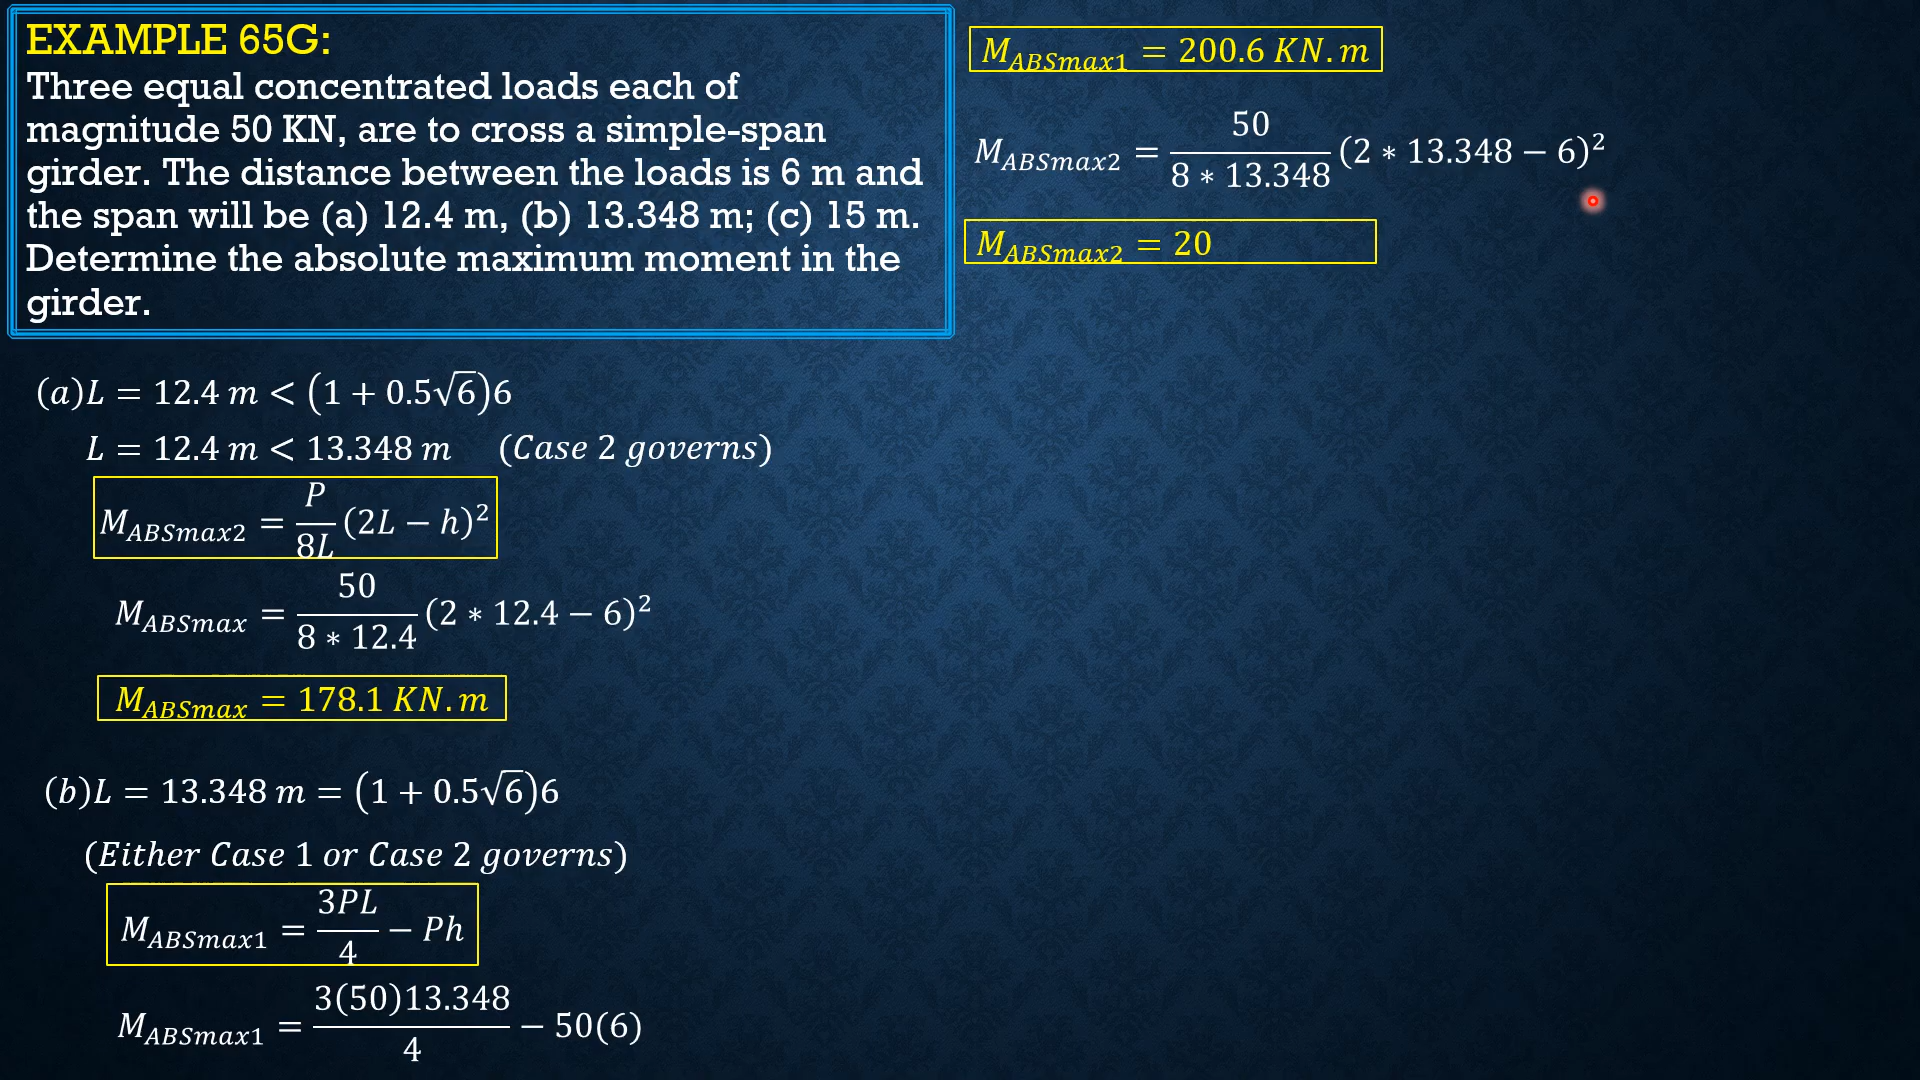 EXAMPLE 65G:
Three equal concentrated loads each of
magnitude 50 KN, are to cross a simple-span
girder. The distance between the loads is 6 m and
the span will be (a) 12.4 m, (b) 13.348 m; (c) 15 m.
Determine the absolute maximum moment in the
girder.
(a)L = 12.4 m < (1 + 0.5√6)6
L = 12.4 m < 13.348 m (Case 2 governs)
M_ABSmax2 = P/8L (2L − h)²
M_ABSmax = 50/(8 * 12.4) (2 * 12.4 − 6)²
M_ABSmax = 178.1 KN.m
(b)L = 13.348 m = (1 + 0.5√6)6
(Either Case 1 or Case 2 governs)
M_ABSmax1 = 3PL/4 − Ph
M_ABSmax1 = 3(50)13.348/4 − 50(6)
M_ABSmax1 = 200.6 KN.m
M_ABSmax2 = 50/(8 * 13.348) (2 * 13.348 − 6)²
M_ABSmax2 = 20